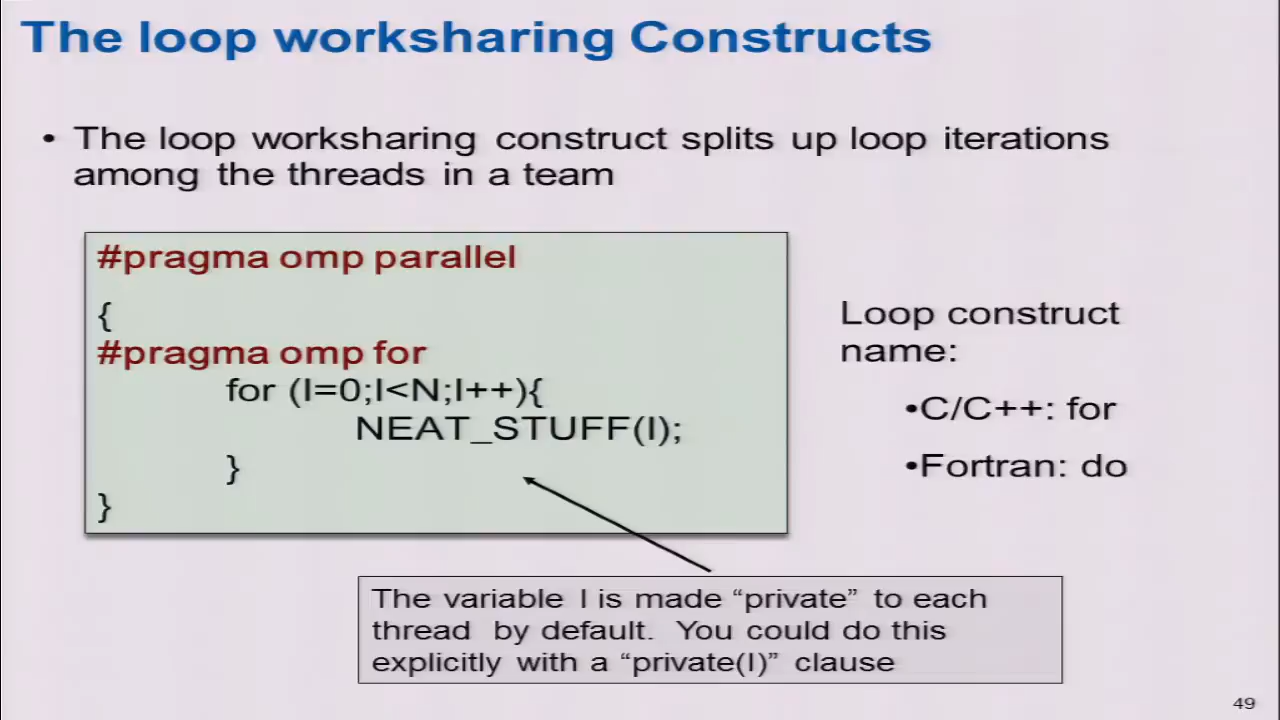 The loop worksharing Constructs
• The loop worksharing construct splits up loop iterations
among the threads in a team
#pragma omp parallel
{
#pragma omp for
for (I=0;I<N;I++){
NEAT_STUFF(I);
}
}
Loop construct
name:
•C/C++: for
•Fortran: do
The variable I is made “private” to each
thread by default. You could do this
explicitly with a “private(I)” clause
49